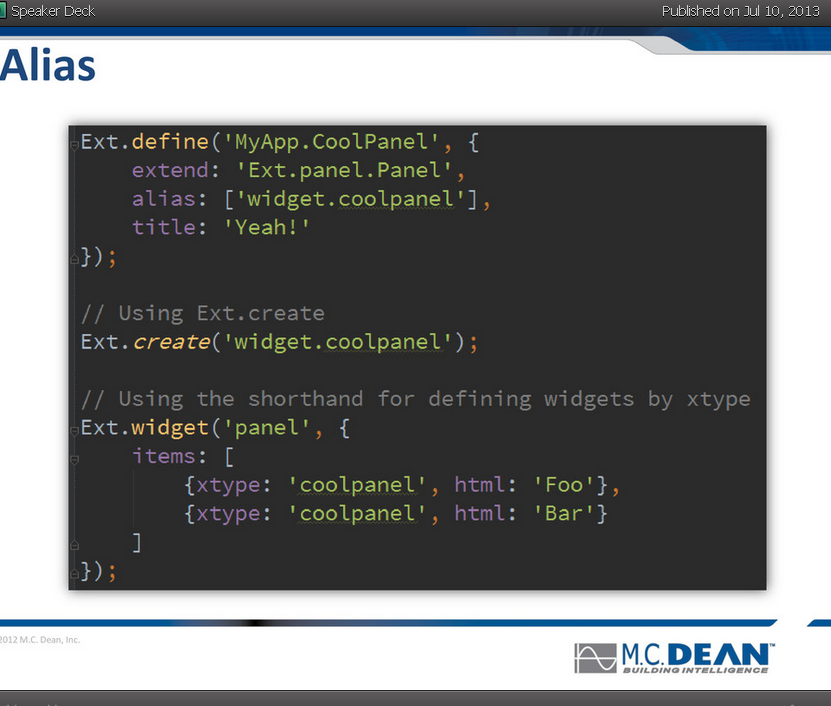 Speaker Deck
Published on Jul 10, 2013
Alias
Ext.define('MyApp.CoolPanel', {
    extend: 'Ext.panel.Panel',
    alias: ['widget.coolpanel'],
    title: 'Yeah!'
});
// Using Ext.create
Ext.create('widget.coolpanel');
// Using the shorthand for defining widgets by xtype
Ext.widget('panel', {
    items: [
        {xtype: 'coolpanel', html: 'Foo'},
        {xtype: 'coolpanel', html: 'Bar'}
    ]
});
2012 M.C. Dean, Inc.
M.C. DEAN™
BUILDING INTELLIGENCE